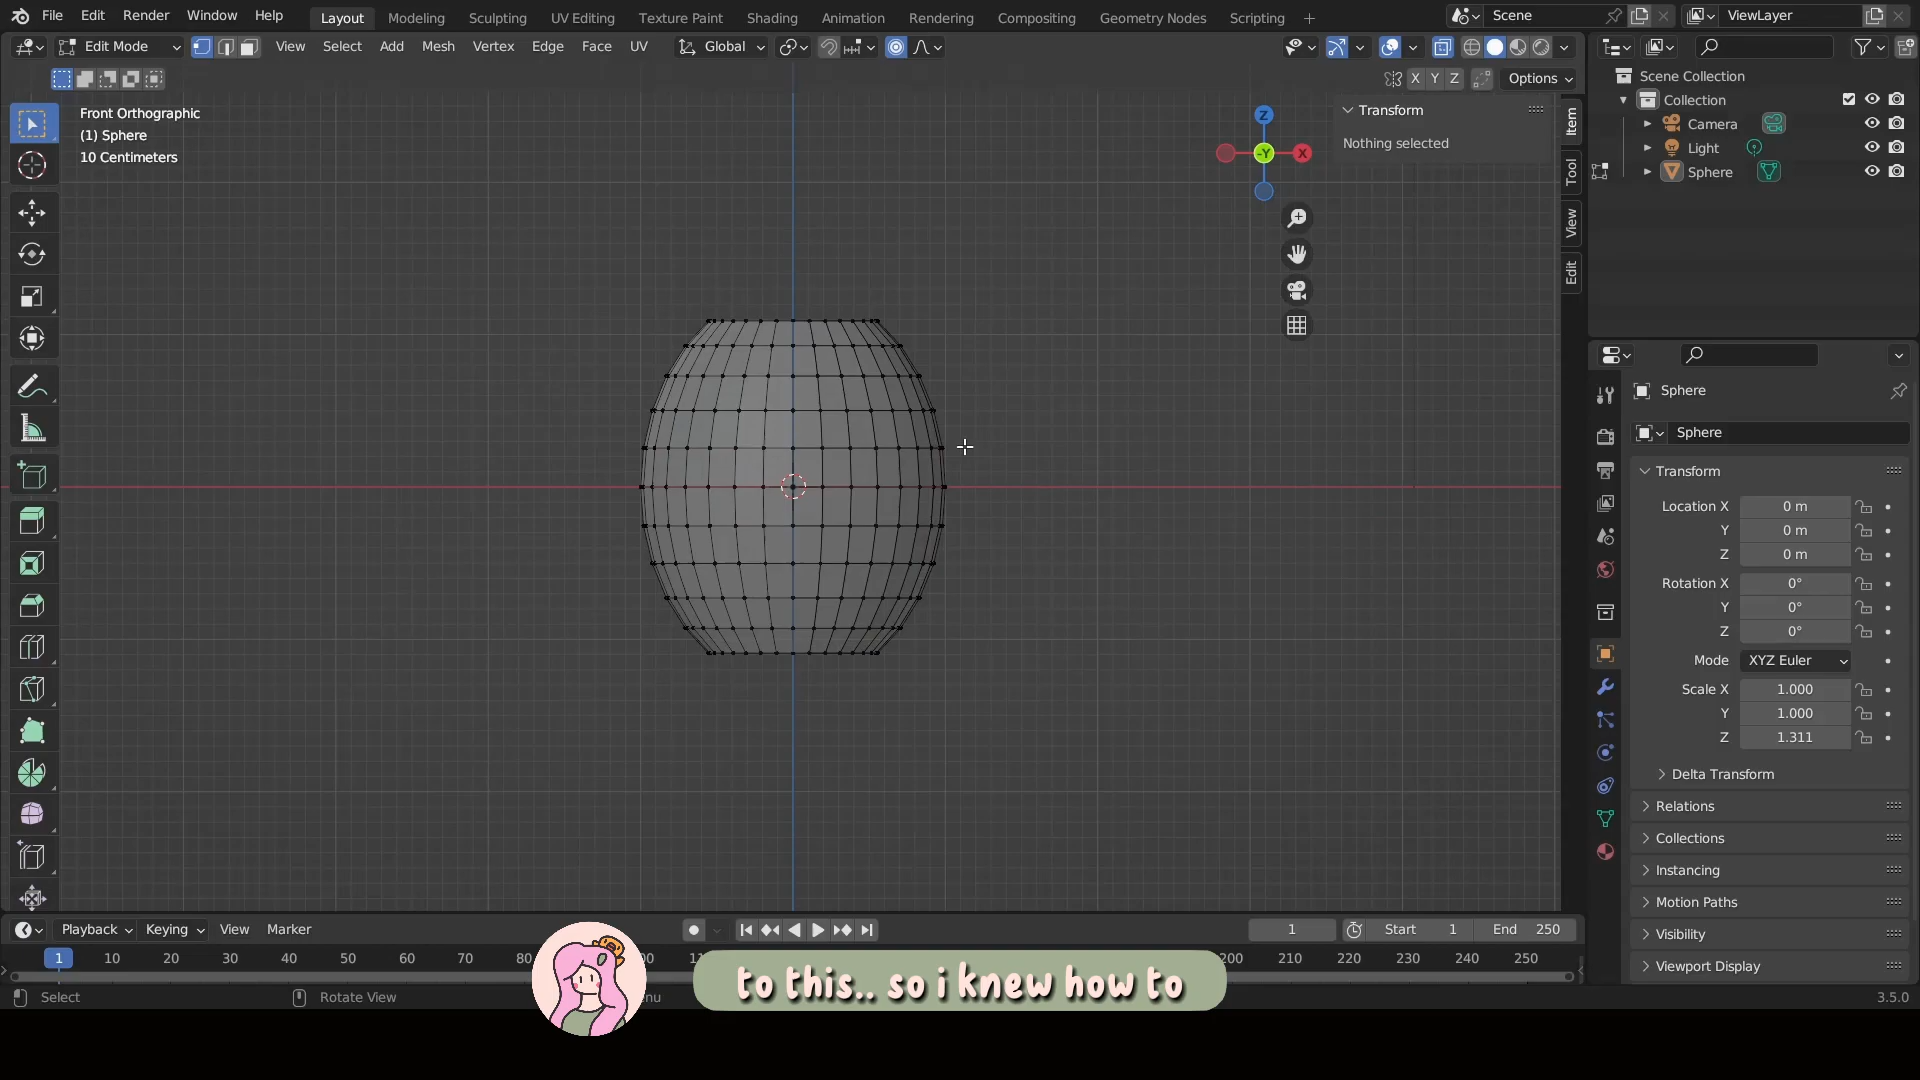 File Edit Render Window Help
Layout Modeling Sculpting UV Editing Texture Paint Shading Animation Rendering Compositing Geometry Nodes Scripting +
Scene
ViewLayer
Edit Mode View Select Add Mesh Vertex Edge Face UV Global
X Y Z Options
Front Orthographic
(1) Sphere
10 Centimeters
Z
-Y
X
Transform
Nothing selected
Item
Tool
View
Edit
Scene Collection
Collection
Camera
Light
Sphere
Sphere
Sphere
Transform
Location X 0 m
Y 0 m
Z 0 m
Rotation X 0°
Y 0°
Z 0°
Mode XYZ Euler
Scale X 1.000
Y 1.000
Z 1.311
Delta Transform
Relations
Collections
Instancing
Motion Paths
Visibility
Viewport Display
Playback Keying View Marker
1 Start 1 End 250
1 10 20 30 40 50 60 70 200 210 220 230 240 250
to this.. so i knew how to
Select Rotate View
3.5.0